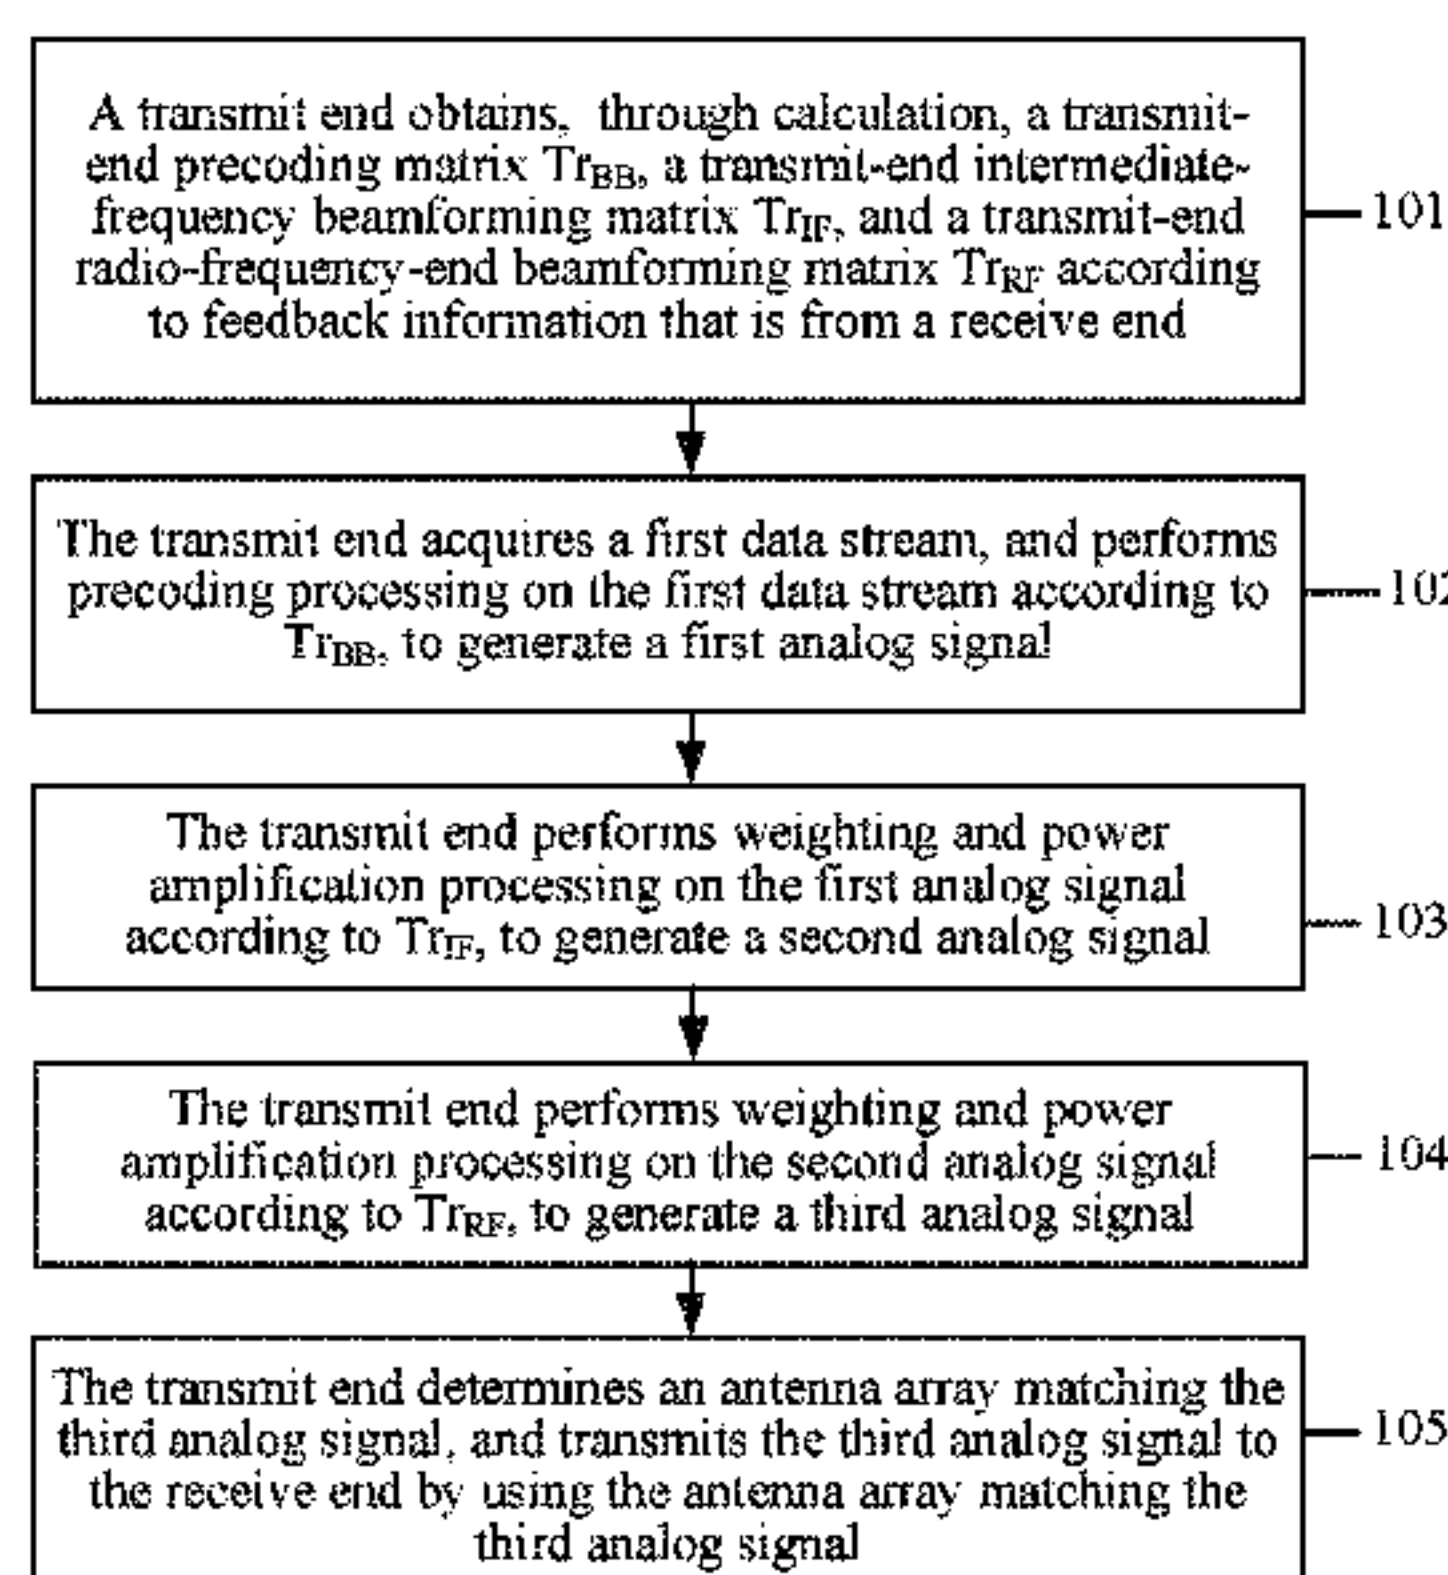 A transmit end obtains, through calculation, a transmit-
end precoding matrix TrBB, a transmit-end intermediate-
frequency beamforming matrix TrIF, and a transmit-end
radio-frequency-end beamforming matrix TrRF according
to feedback information that is from a receive end
101
The transmit end acquires a first data stream, and performs
precoding processing on the first data stream according to
TrBB, to generate a first analog signal
102
The transmit end performs weighting and power
amplification processing on the first analog signal
according to TrIF, to generate a second analog signal
103
The transmit end performs weighting and power
amplification processing on the second analog signal
according to TrRF, to generate a third analog signal
104
The transmit end determines an antenna array matching the
third analog signal, and transmits the third analog signal to
the receive end by using the antenna array matching the
third analog signal
105